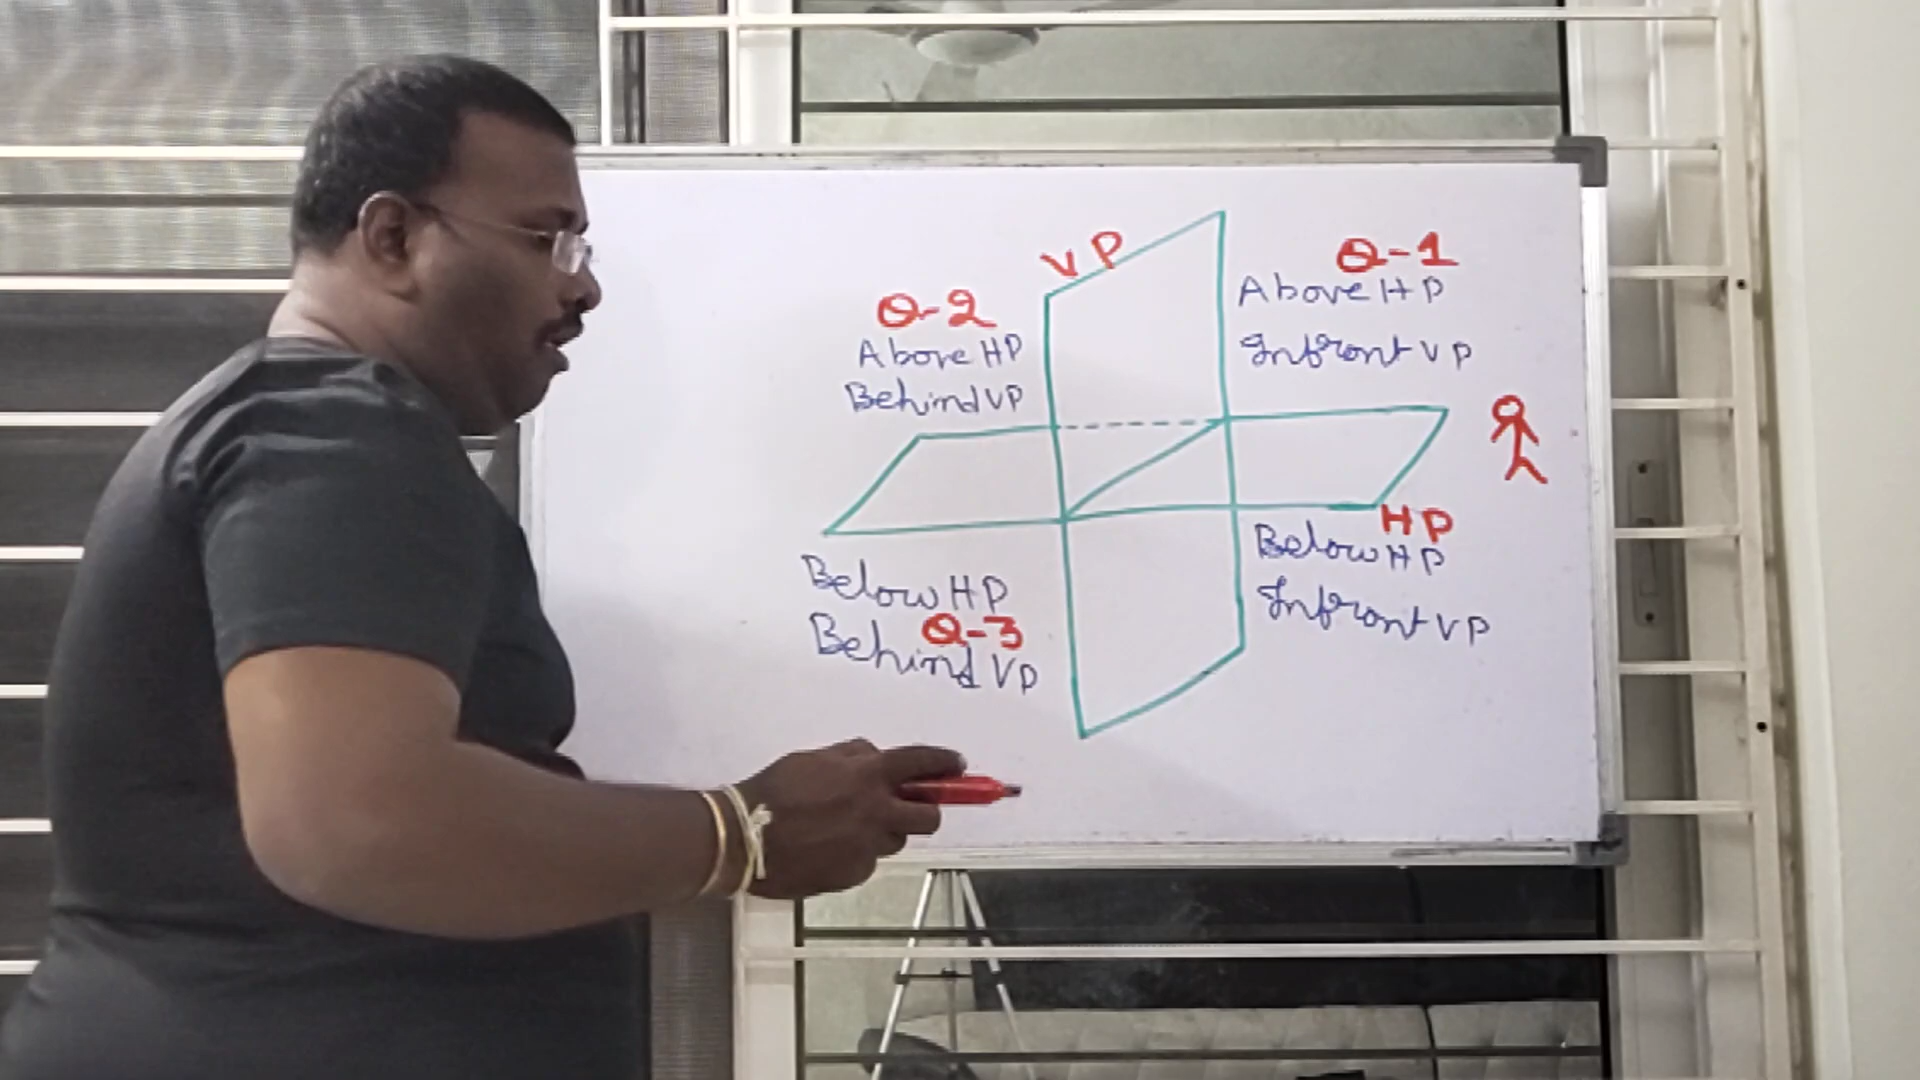 VP
Q-1
Above HP
Infront VP
Q-2
Above HP
Behind VP
HP
Below HP
Q-3
Behind VP
Below HP
Infront VP